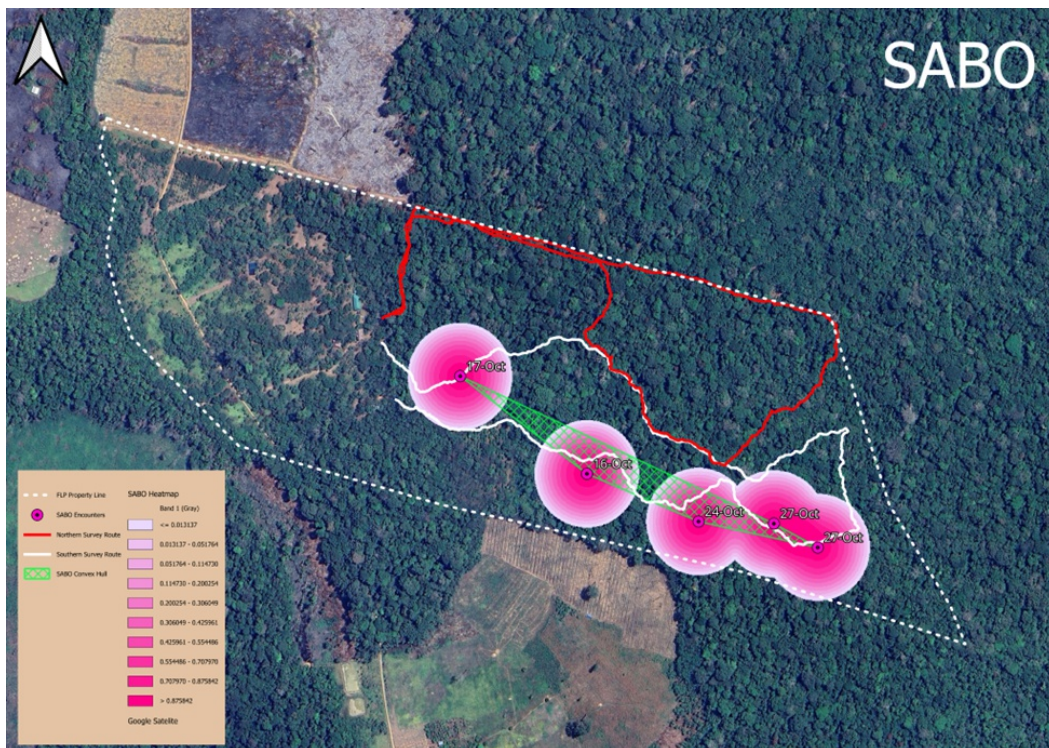 SABO
17-Oct
16-Oct
24-Oct
27-Oct
27-Oct
FLP Property Line
SABO Encounters
Northern Survey Route
Southern Survey Route
SABO Convex Hull
SABO Heatmap
Band 1 (Gray)
<= 0.013137
0.013137 - 0.051764
0.051764 - 0.114730
0.114730 - 0.200254
0.200254 - 0.306049
0.306049 - 0.425961
0.425961 - 0.554486
0.554486 - 0.707970
0.707970 - 0.875842
> 0.875842
Google Satellite